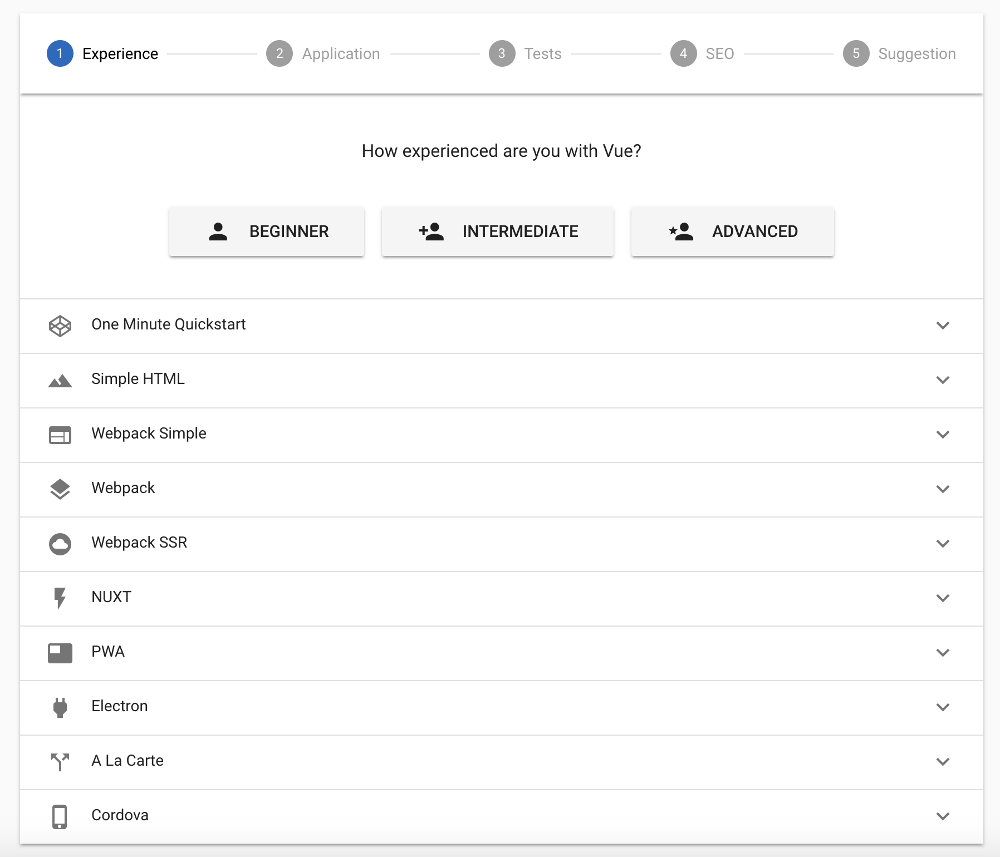 1 Experience 2 Application 3 Tests 4 SEO 5 Suggestion
How experienced are you with Vue?
BEGINNER INTERMEDIATE ADVANCED
One Minute Quickstart
Simple HTML
Webpack Simple
Webpack
Webpack SSR
NUXT
PWA
Electron
A La Carte
Cordova